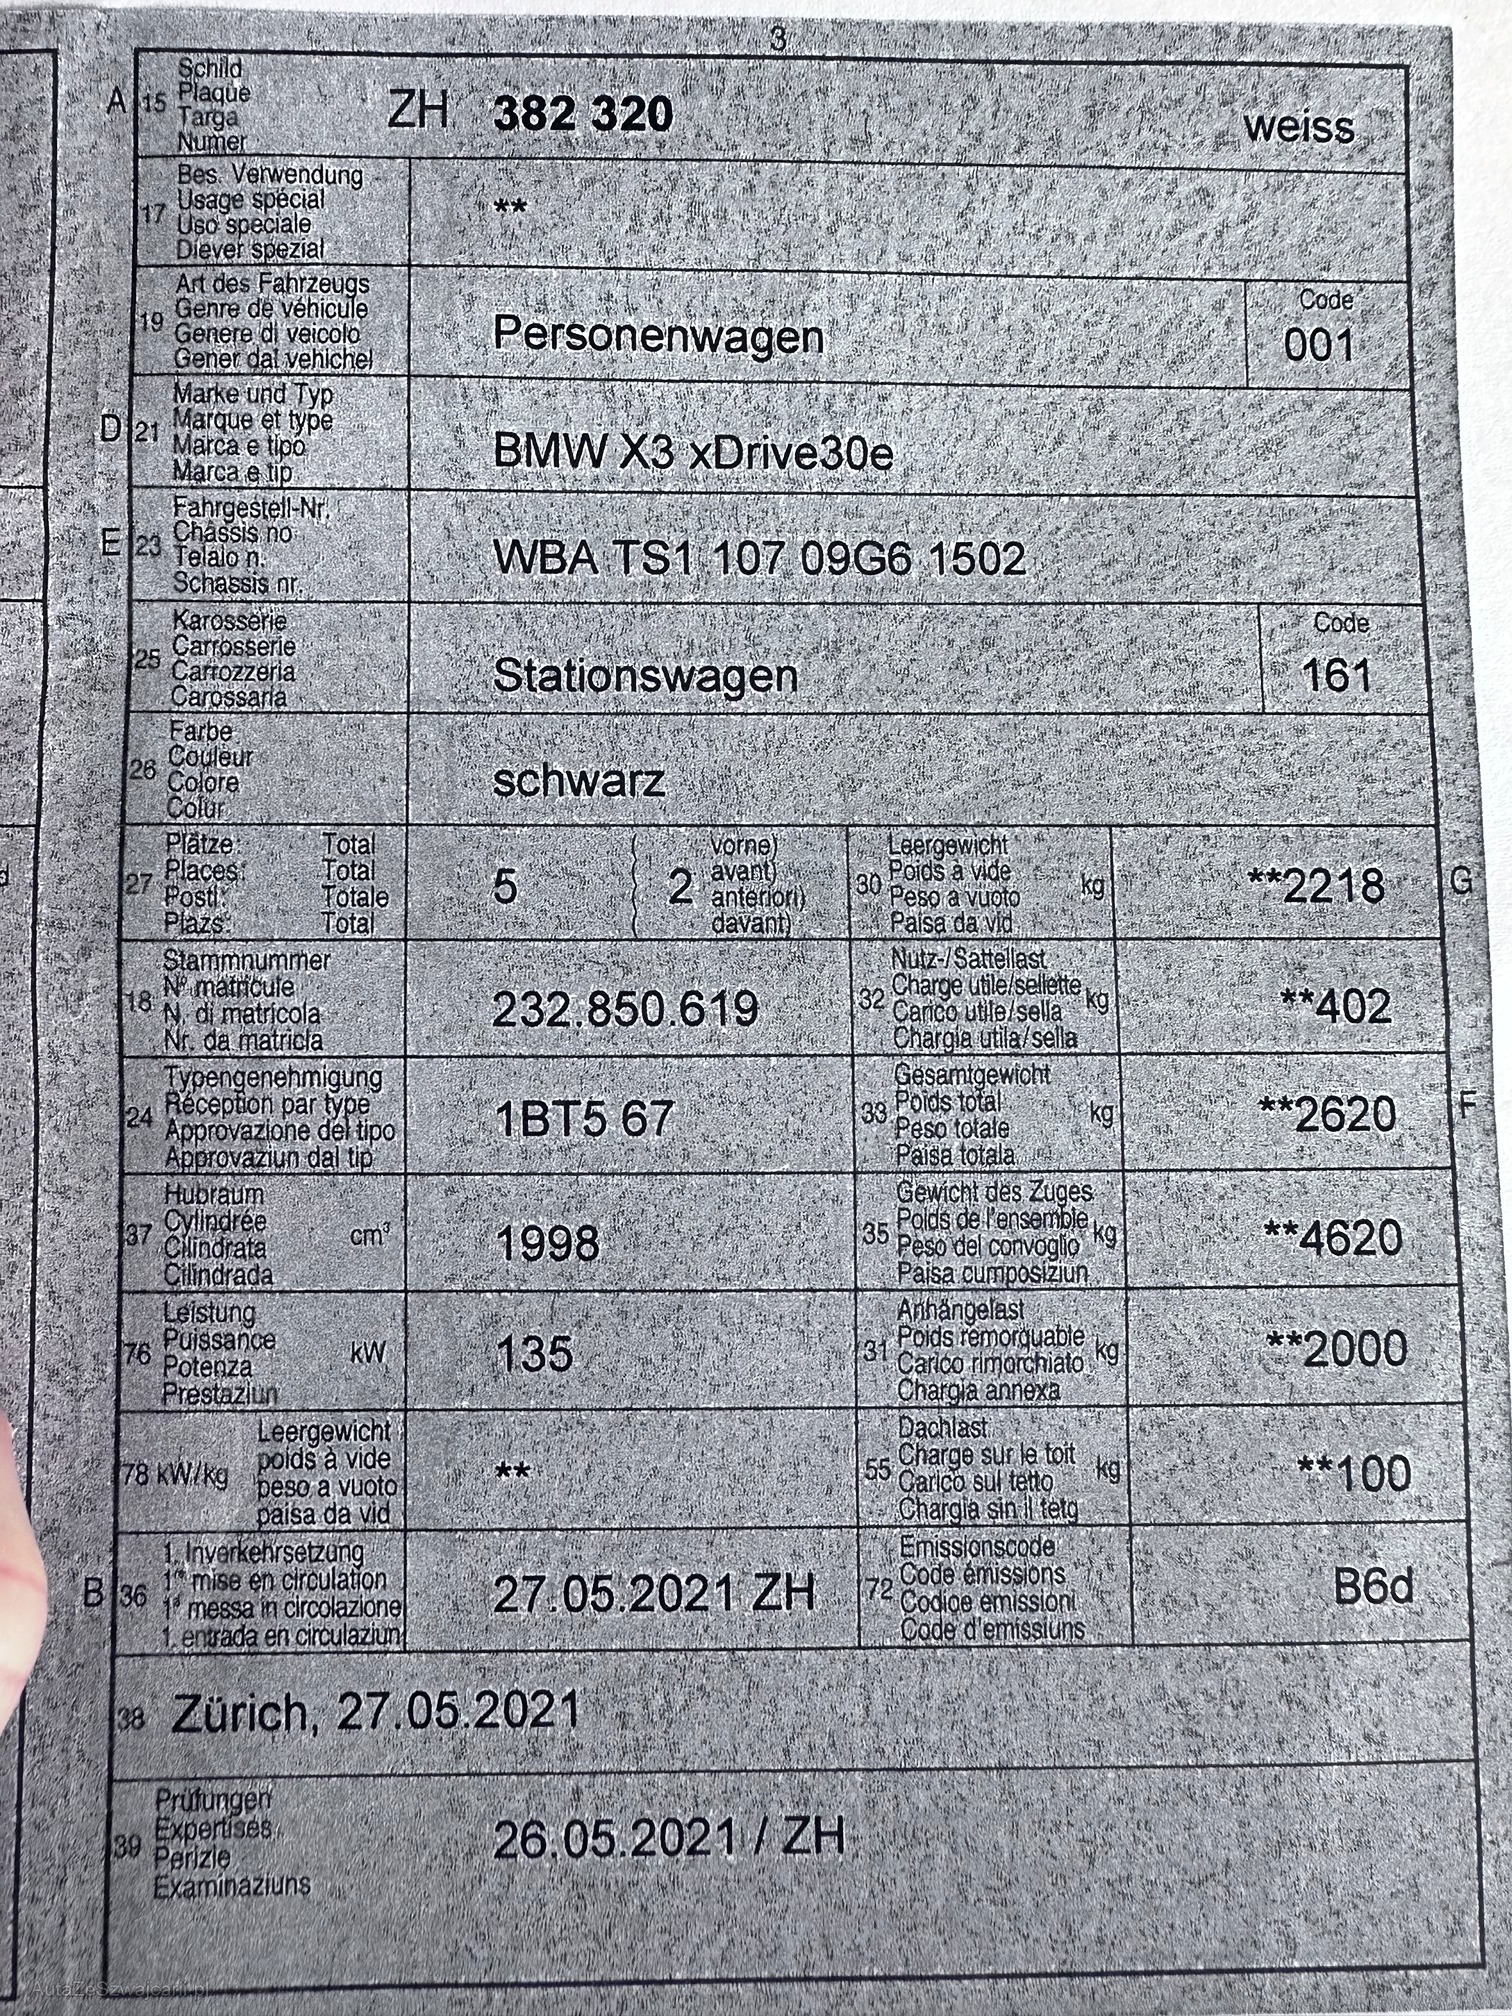 3
A 15 Schild
Plaque
Targa
Numer
ZH 382 320 weiss
17 Bes. Verwendung
Usage spécial
Uso speciale
Diever spezial
**
19 Art des Fahrzeugs
Genre de véhicule
Genere di veicolo
Gener dal vehichel
Personenwagen
Code
001
D 21 Marke und Typ
Marque et type
Marca e tipo
Marca e tip
BMW X3 xDrive30e
E 23 Fahrgestell-Nr.
Châssis no
Telaio n.
Schassis nr.
WBA TS1 107 09G6 1502
25 Karosserie
Carrosserie
Carrozzeria
Carossaria
Stationswagen
Code
161
26 Farbe
Couleur
Colore
Colur
schwarz
27 Plätze: Total
Places: Total
Posti: Totale
Plazs: Total
5 ( 2 vorne)
avant)
anteriori)
davant)
30 Leergewicht
Poids à vide
Peso a vuoto
Paisa da vid
kg
**2218
G
18 Stammnummer
N° matricule
N. di matricola
Nr. da matricla
232.850.619
32 Nutz-/Sattellast
Charge utile/sellette
Carico utile/sella
Chargia utila/sella
kg
**402
24 Typengenehmigung
Réception par type
Approvazione del tipo
Approvaziun dal tip
1BT5 67
33 Gesamtgewicht
Poids total
Peso totale
Paisa totala
kg
**2620
F
37 Hubraum
Cylindrée
Cilindrata
Cilindrada
cm³
1998
35 Gewicht des Zuges
Poids de l'ensemble
Peso del convoglio
Paisa cumposiziun
kg
**4620
76 Leistung
Puissance
Potenza
Prestaziun
kW
135
31 Anhängelast
Poids remorquable
Carico rimorchiato
Chargia annexa
kg
**2000
78 kW/kg Leergewicht
poids à vide
peso a vuoto
paisa da vid
**
55 Dachlast
Charge sur le toit
Carico sul tetto
Chargia sin il tetg
kg
**100
B 36 1. Inverkehrsetzung
1re mise en circulation
1a messa in circolazione
1. entrada en circulaziun
27.05.2021 ZH
72 Emissionscode
Code émissions
Codice emissioni
Code d'emissiuns
B6d
38 Zürich, 27.05.2021
39 Prüfungen
Expertises
Perizie
Examinaziuns
26.05.2021 / ZH
AutaZeSzwajcarii.pl